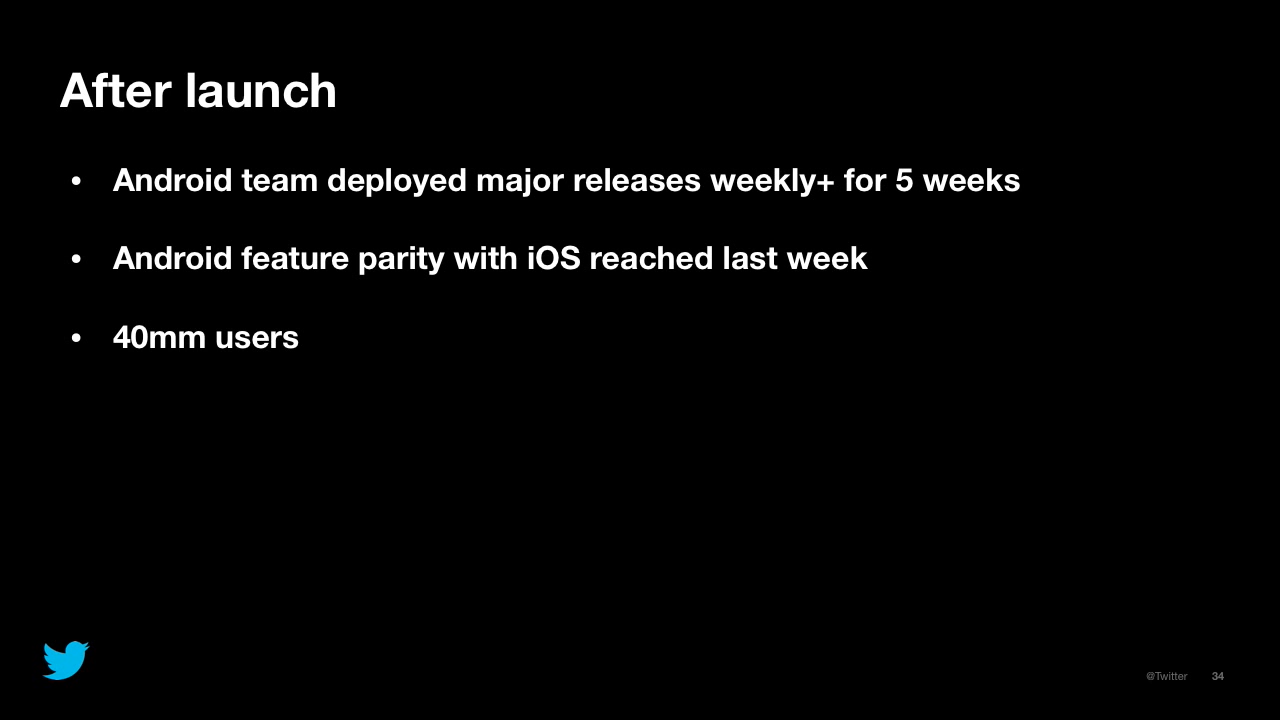 After launch
• Android team deployed major releases weekly+ for 5 weeks
• Android feature parity with iOS reached last week
• 40mm users
@Twitter 34